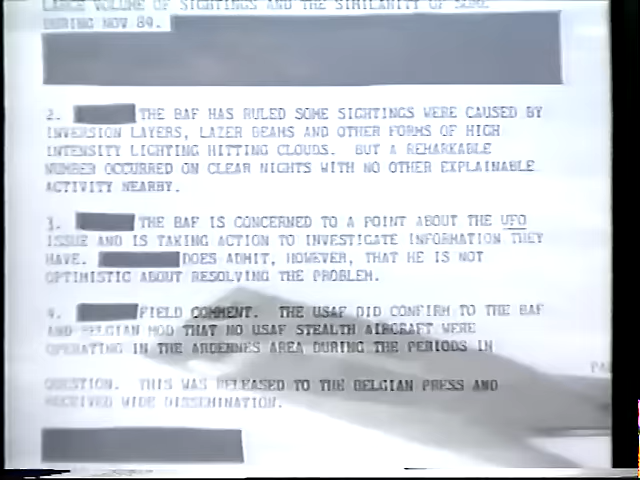 LARGE VOLUME OF SIGHTINGS AND THE SIMILARITY OF SOME
DURING NOV 89.
2. THE BAF HAS RULED SOME SIGHTINGS WERE CAUSED BY
INVERSION LAYERS, LAZER BEAMS AND OTHER FORMS OF HIGH
INTENSITY LIGHTING HITTING CLOUDS. BUT A REMARKABLE
NUMBER OCCURRED ON CLEAR NIGHTS WITH NO OTHER EXPLAINABLE
ACTIVITY NEARBY.
3. THE BAF IS CONCERNED TO A POINT ABOUT THE UFO
ISSUE AND IS TAKING ACTION TO INVESTIGATE INFORMATION THEY
HAVE. DOES ADMIT, HOWEVER, THAT HE IS NOT
OPTIMISTIC ABOUT RESOLVING THE PROBLEM.
4. FIELD COMMENT. THE USAF DID CONFIRM TO THE BAF
AND BELGIAN MOD THAT NO USAF STEALTH AIRCRAFT WERE
OPERATING IN THE ARDENNES AREA DURING THE PERIODS IN
QUESTION. THIS WAS RELEASED TO THE BELGIAN PRESS AND
RECEIVED WIDE DISSEMINATION.